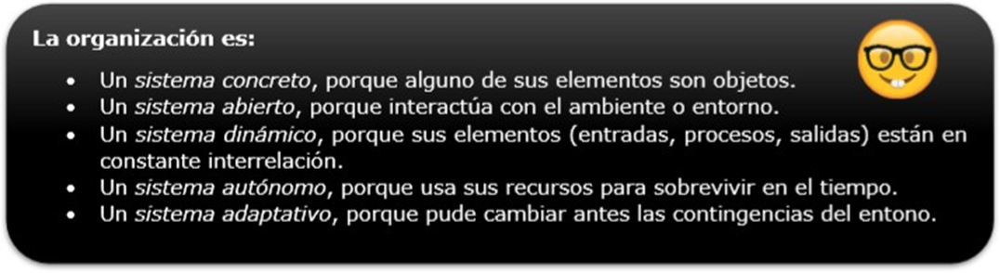 La organización es:
• Un sistema concreto, porque alguno de sus elementos son objetos.
• Un sistema abierto, porque interactúa con el ambiente o entorno.
• Un sistema dinámico, porque sus elementos (entradas, procesos, salidas) están en
constante interrelación.
• Un sistema autónomo, porque usa sus recursos para sobrevivir en el tiempo.
• Un sistema adaptativo, porque pude cambiar antes las contingencias del entono.